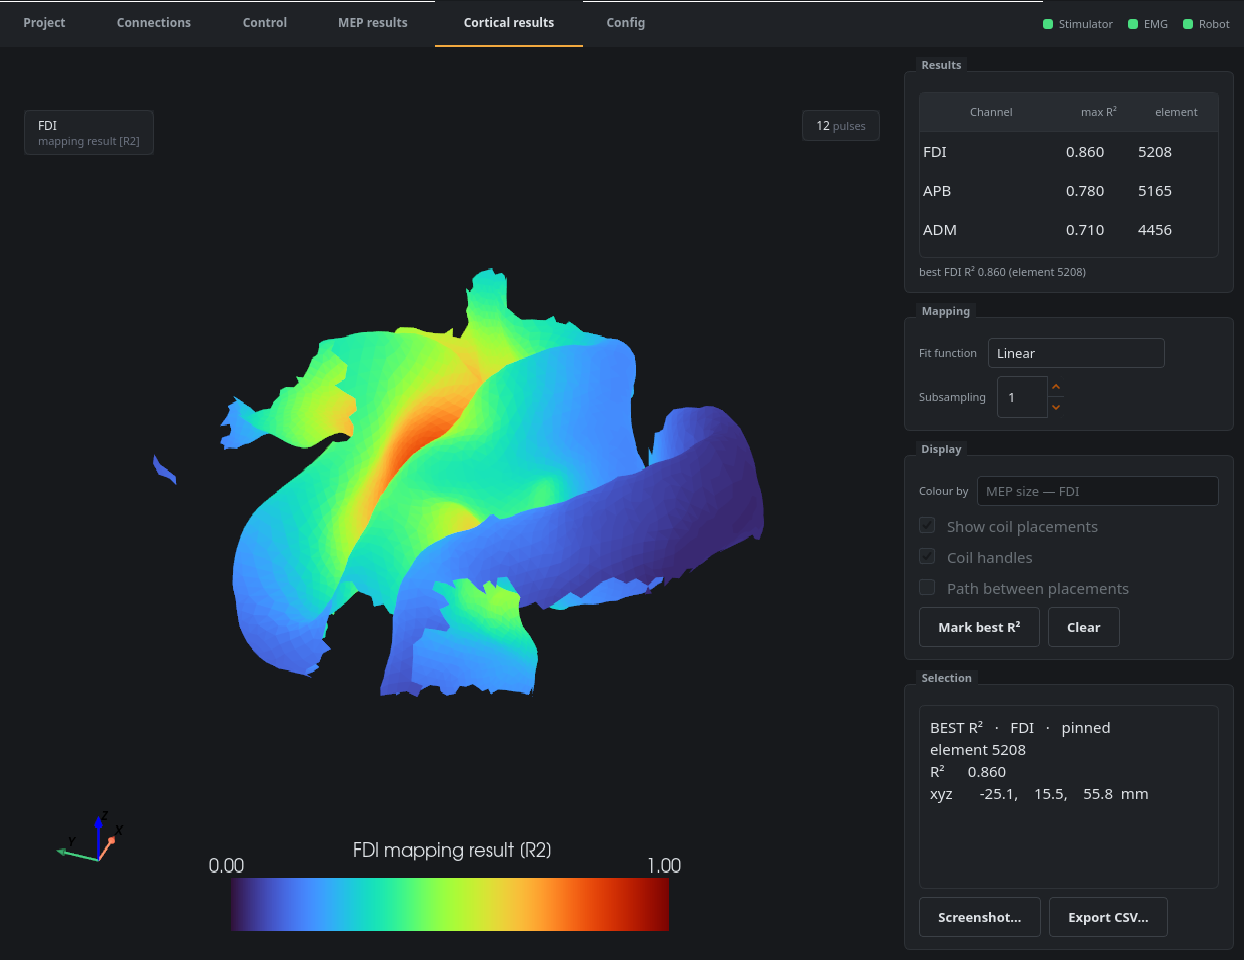 Project Connections Control MEP results Cortical results Config Stimulator EMG Robot
FDI
mapping result [R2]
12 pulses
Results
Channel max R² element
FDI 0.860 5208
APB 0.780 5165
ADM 0.710 4456
best FDI R² 0.860 (element 5208)
Mapping
Fit function Linear
Subsampling 1
Display
Colour by MEP size — FDI
Show coil placements
Coil handles
Path between placements
Mark best R² Clear
Selection
BEST R² · FDI · pinned
element 5208
R² 0.860
xyz -25.1, 15.5, 55.8 mm
Screenshot... Export CSV...
Z
X
Y
FDI mapping result (R2)
0.00 1.00